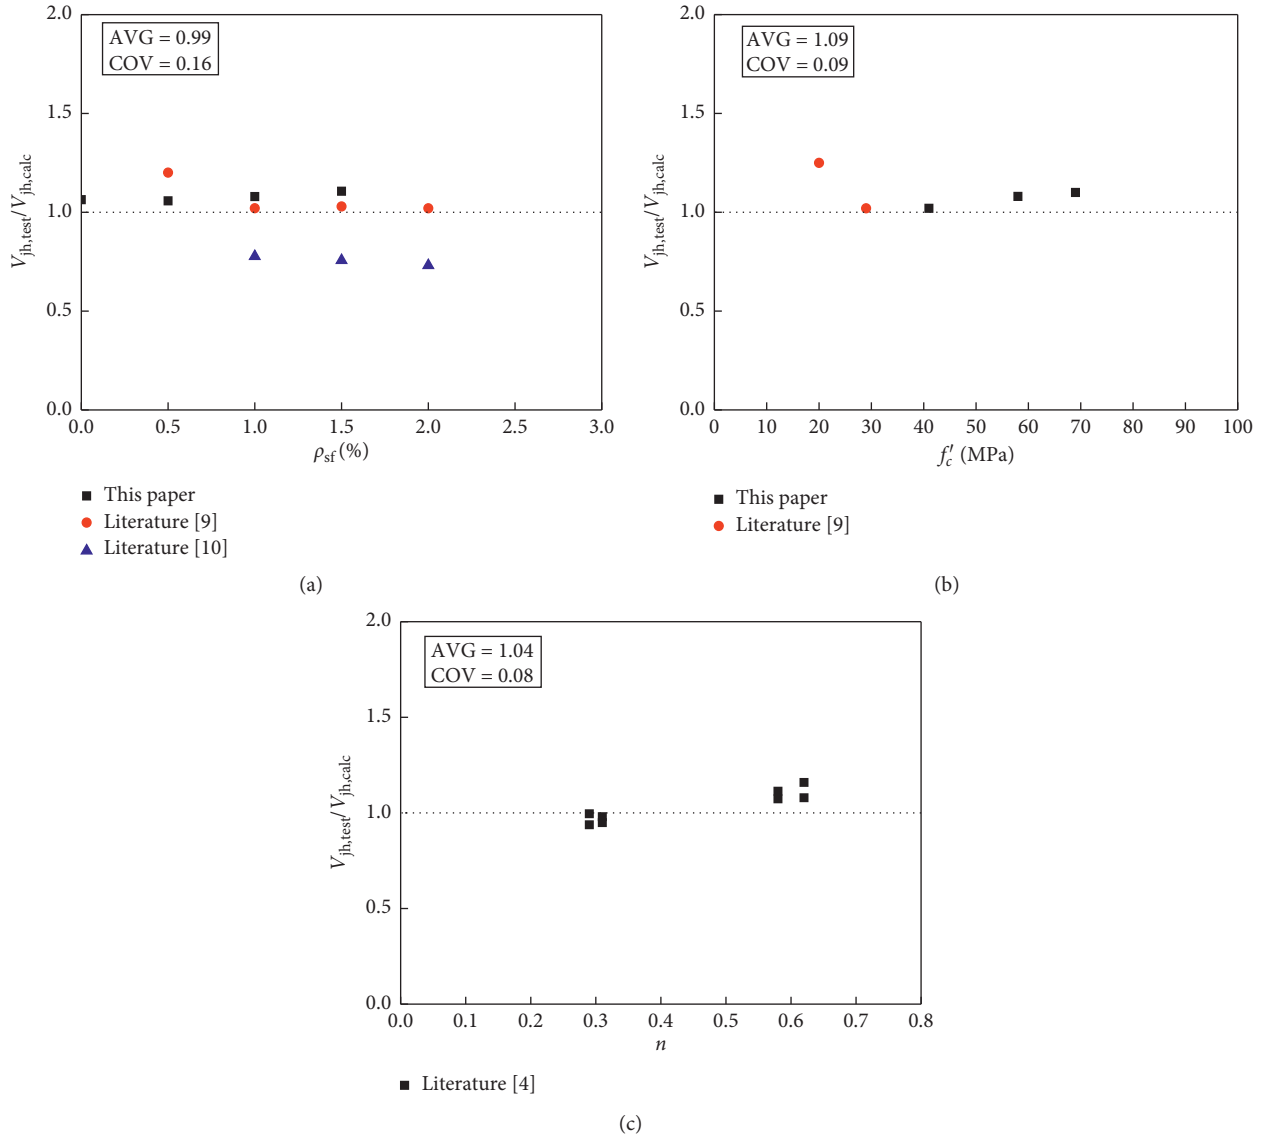 AVG = 0.99
COV = 0.16
2.0
1.5
1.0
0.5
0.0
V_jh,test/V_jh,calc
0.0 0.5 1.0 1.5 2.0 2.5 3.0
ρ_sf (%)
This paper
Literature [9]
Literature [10]
(a)
AVG = 1.09
COV = 0.09
2.0
1.5
1.0
0.5
0.0
V_jh,test/V_jh,calc
0 10 20 30 40 50 60 70 80 90 100
f′_c (MPa)
This paper
Literature [9]
(b)
AVG = 1.04
COV = 0.08
2.0
1.5
1.0
0.5
0.0
V_jh,test/V_jh,calc
0.0 0.1 0.2 0.3 0.4 0.5 0.6 0.7 0.8
n
Literature [4]
(c)